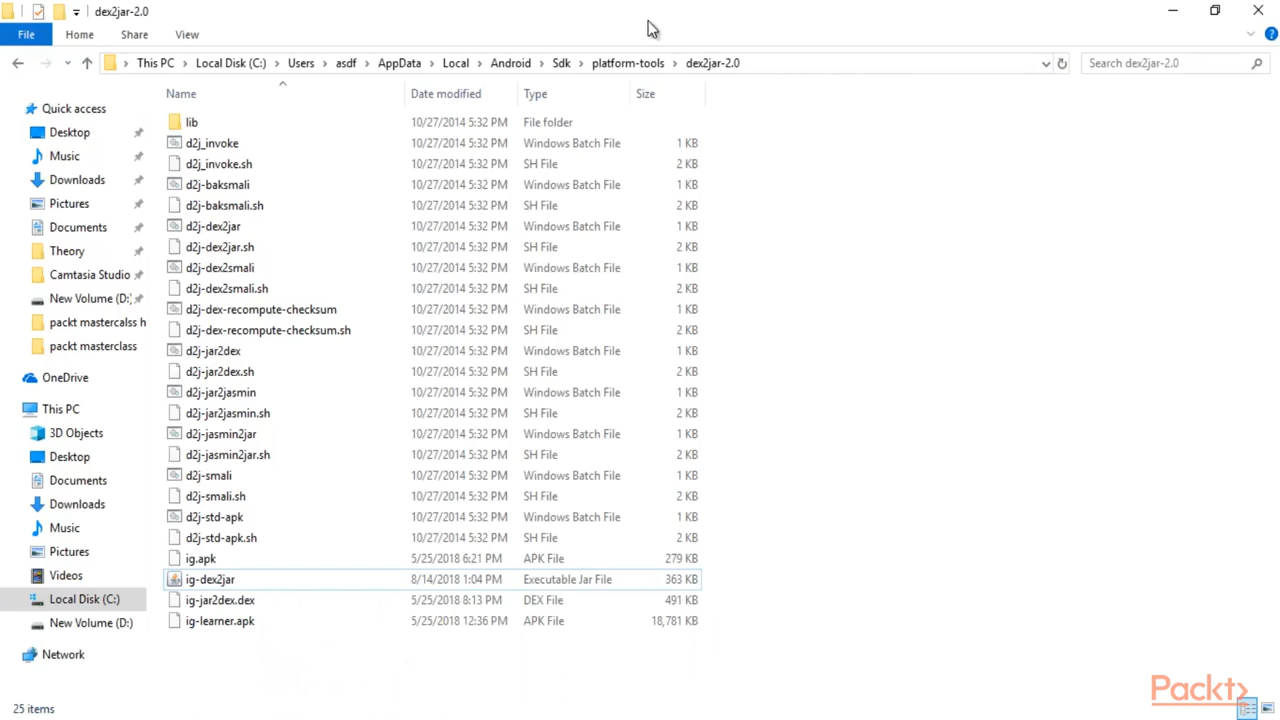 dex2jar-2.0
File Home Share View
This PC Local Disk (C:) Users asdf AppData Local Android Sdk platform-tools dex2jar-2.0 Search dex2jar-2.0
Name Date modified Type Size
Quick access
Desktop
Music
Downloads
Pictures
Documents
Theory
Camtasia Studio
New Volume (D:)
packt mastercalss h
packt masterclass
OneDrive
This PC
3D Objects
Desktop
Documents
Downloads
Music
Pictures
Videos
Local Disk (C:)
New Volume (D:)
Network
lib 10/27/2014 5:32 PM File folder
d2j_invoke 10/27/2014 5:32 PM Windows Batch File 1 KB
d2j_invoke.sh 10/27/2014 5:32 PM SH File 2 KB
d2j-baksmali 10/27/2014 5:32 PM Windows Batch File 1 KB
d2j-baksmali.sh 10/27/2014 5:32 PM SH File 2 KB
d2j-dex2jar 10/27/2014 5:32 PM Windows Batch File 1 KB
d2j-dex2jar.sh 10/27/2014 5:32 PM SH File 2 KB
d2j-dex2smali 10/27/2014 5:32 PM Windows Batch File 1 KB
d2j-dex2smali.sh 10/27/2014 5:32 PM SH File 2 KB
d2j-dex-recompute-checksum 10/27/2014 5:32 PM Windows Batch File 1 KB
d2j-dex-recompute-checksum.sh 10/27/2014 5:32 PM SH File 2 KB
d2j-jar2dex 10/27/2014 5:32 PM Windows Batch File 1 KB
d2j-jar2dex.sh 10/27/2014 5:32 PM SH File 2 KB
d2j-jar2jasmin 10/27/2014 5:32 PM Windows Batch File 1 KB
d2j-jar2jasmin.sh 10/27/2014 5:32 PM SH File 2 KB
d2j-jasmin2jar 10/27/2014 5:32 PM Windows Batch File 1 KB
d2j-jasmin2jar.sh 10/27/2014 5:32 PM SH File 2 KB
d2j-smali 10/27/2014 5:32 PM Windows Batch File 1 KB
d2j-smali.sh 10/27/2014 5:32 PM SH File 2 KB
d2j-std-apk 10/27/2014 5:32 PM Windows Batch File 1 KB
d2j-std-apk.sh 10/27/2014 5:32 PM SH File 2 KB
ig.apk 5/25/2018 6:21 PM APK File 279 KB
ig-dex2jar 8/14/2018 1:04 PM Executable Jar File 363 KB
ig-jar2dex.dex 5/25/2018 8:13 PM DEX File 491 KB
ig-learner.apk 5/25/2018 12:36 PM APK File 18,781 KB
25 items
Packt